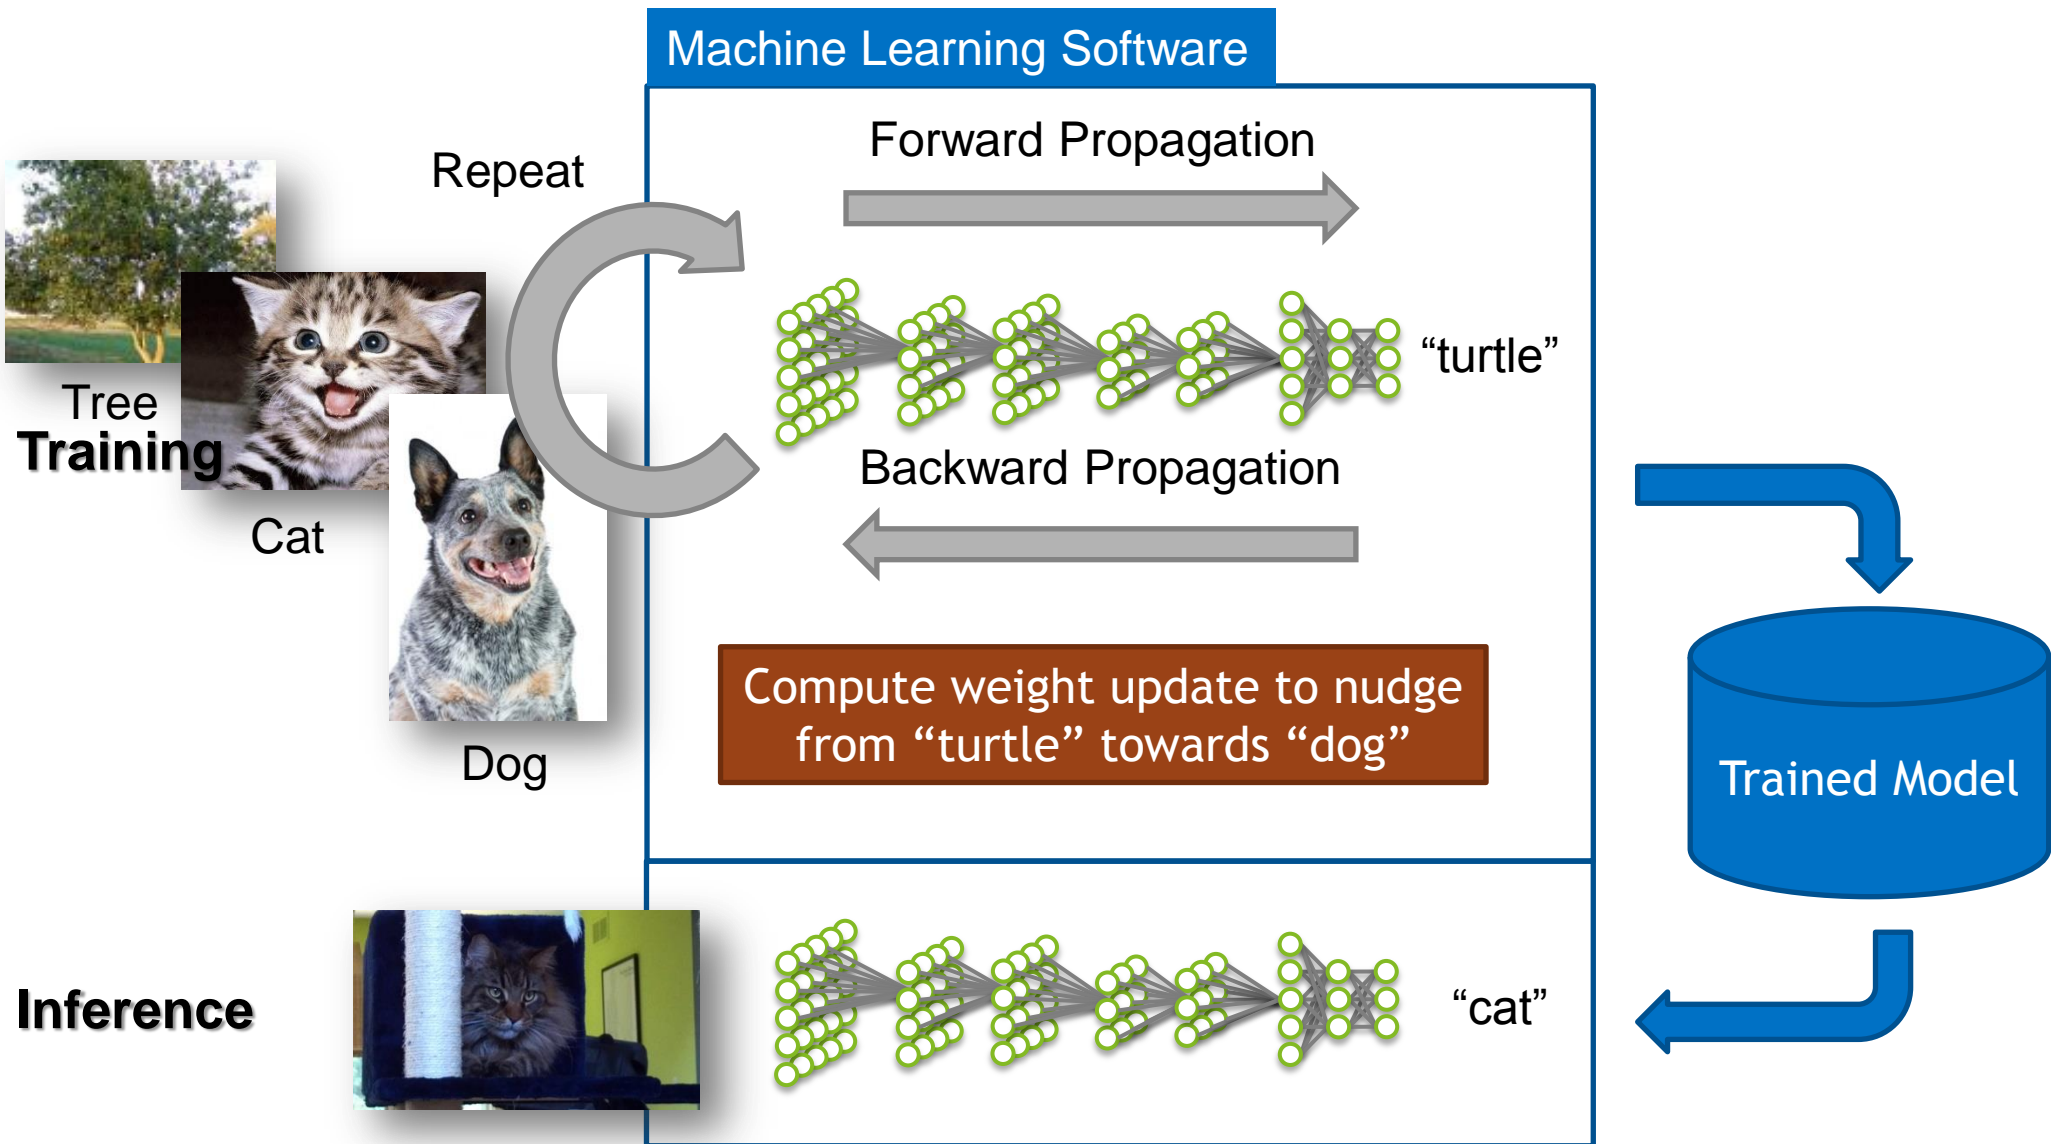 Machine Learning Software
Forward Propagation
Repeat
“turtle”
Tree
Training
Cat
Backward Propagation
Dog
Compute weight update to nudge
from “turtle” towards “dog”
Trained Model
Inference
“cat”